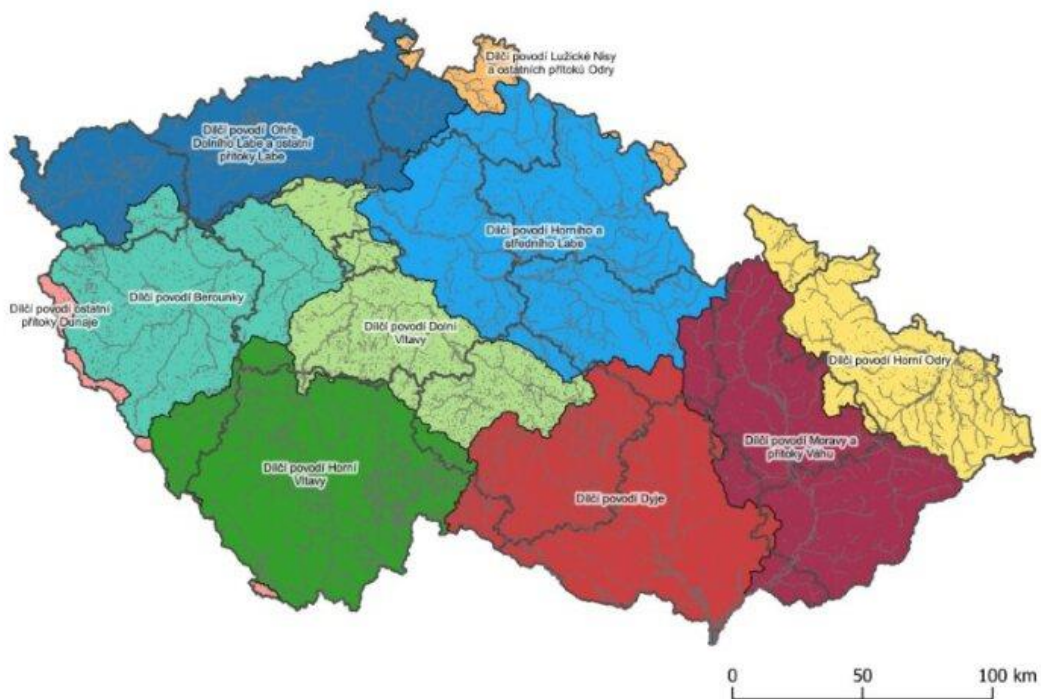 Dílčí povodí Lužické Nisy
a ostatních přítoků Odry
Dílčí povodí Ohře,
Dolního Labe a ostatní
přítoky Labe
Dílčí povodí Horního a
středního Labe
Dílčí povodí ostatní
přítoky Dunaje
Dílčí povodí Berounky
Dílčí povodí Dolní
Vltavy
Dílčí povodí Horní Odry
Dílčí povodí Moravy a
přítoky Váhu
Dílčí povodí Horní
Vltavy
Dílčí povodí Dyje
0 50 100 km